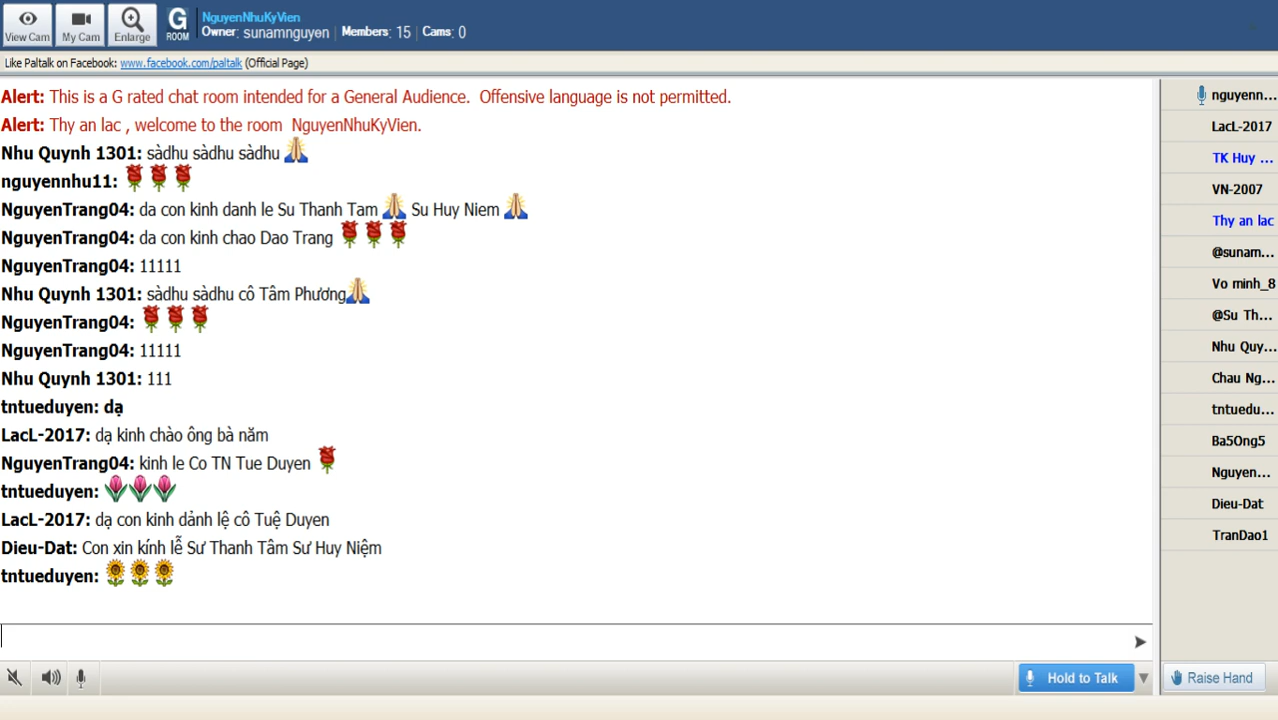 View Cam
My Cam
Enlarge
G
ROOM
NguyenNhuKyVien
Owner: sunamnguyen
Members: 15
Cams: 0
Like Paltalk on Facebook: www.facebook.com/paltalk (Official Page)
Alert: This is a G rated chat room intended for a General Audience. Offensive language is not permitted.
Alert: Thy an lac , welcome to the room NguyenNhuKyVien.
Nhu Quynh 1301: sàdhu sàdhu sàdhu
nguyennhu11:
NguyenTrang04: da con kinh danh le Su Thanh Tam Su Huy Niem
NguyenTrang04: da con kinh chao Dao Trang
NguyenTrang04: 11111
Nhu Quynh 1301: sàdhu sàdhu cô Tâm Phương
NguyenTrang04:
NguyenTrang04: 11111
Nhu Quynh 1301: 111
tntueduyen: dạ
LacL-2017: dạ kinh chào ông bà năm
NguyenTrang04: kinh le Co TN Tue Duyen
tntueduyen:
LacL-2017: dạ con kinh dảnh lệ cô Tuệ Duyen
Dieu-Dat: Con xin kính lễ Sư Thanh Tâm Sư Huy Niệm
tntueduyen:
Hold to Talk
nguyenn...
LacL-2017
TK Huy ...
VN-2007
Thy an lac
@sunam...
Vo minh_8
@Su Th...
Nhu Quy...
Chau Ng...
tntuedu...
Ba5Ong5
Nguyen...
Dieu-Dat
TranDao1
Raise Hand